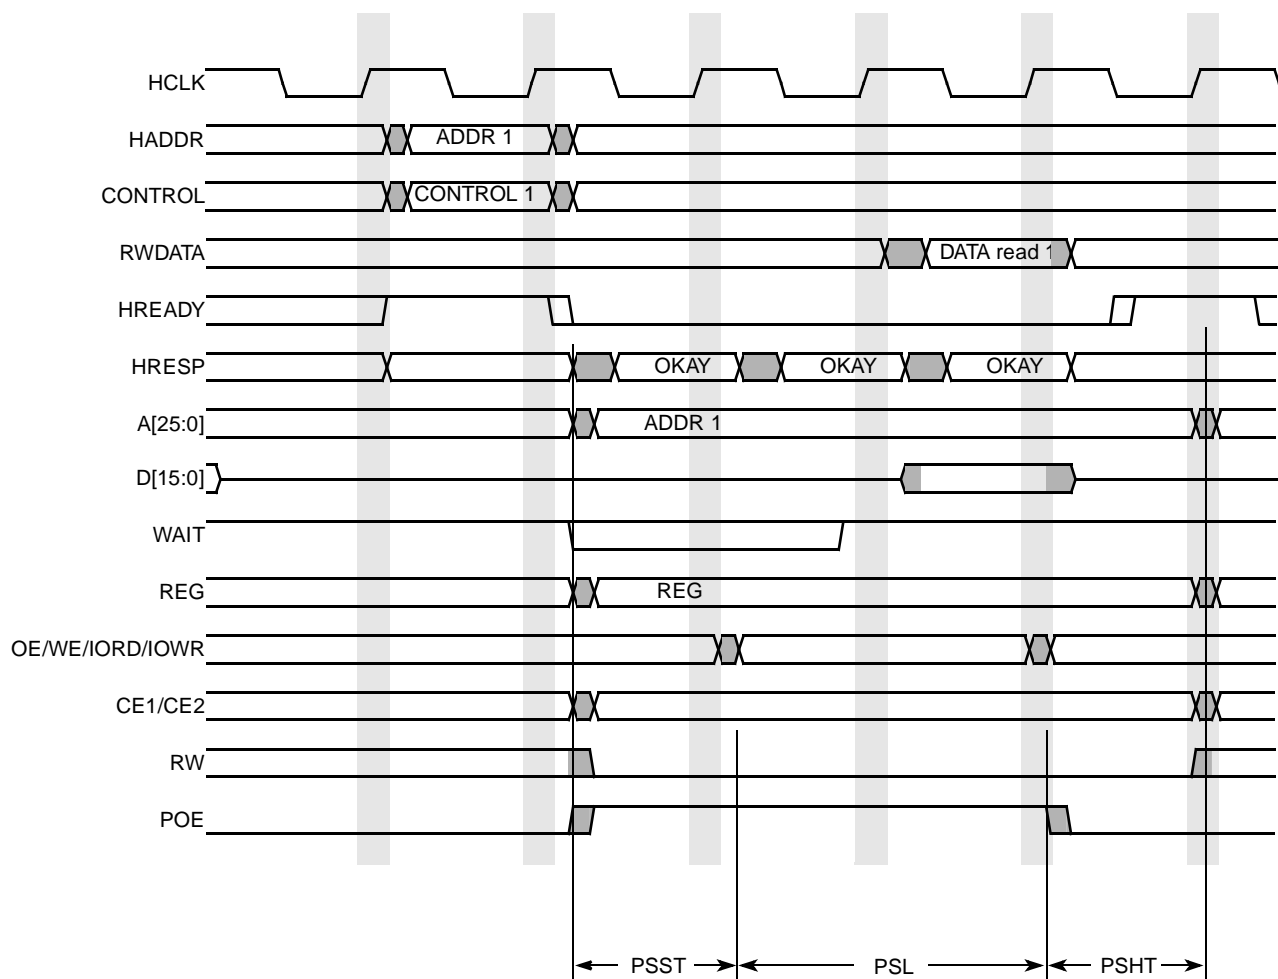 HCLK
HADDR ADDR 1
CONTROL CONTROL 1
RWDATA DATA read 1
HREADY
HRESP OKAY OKAY OKAY
A[25:0] ADDR 1
D[15:0]
WAIT
REG REG
OE/WE/IORD/IOWR
CE1/CE2
RW
POE
PSST PSL PSHT